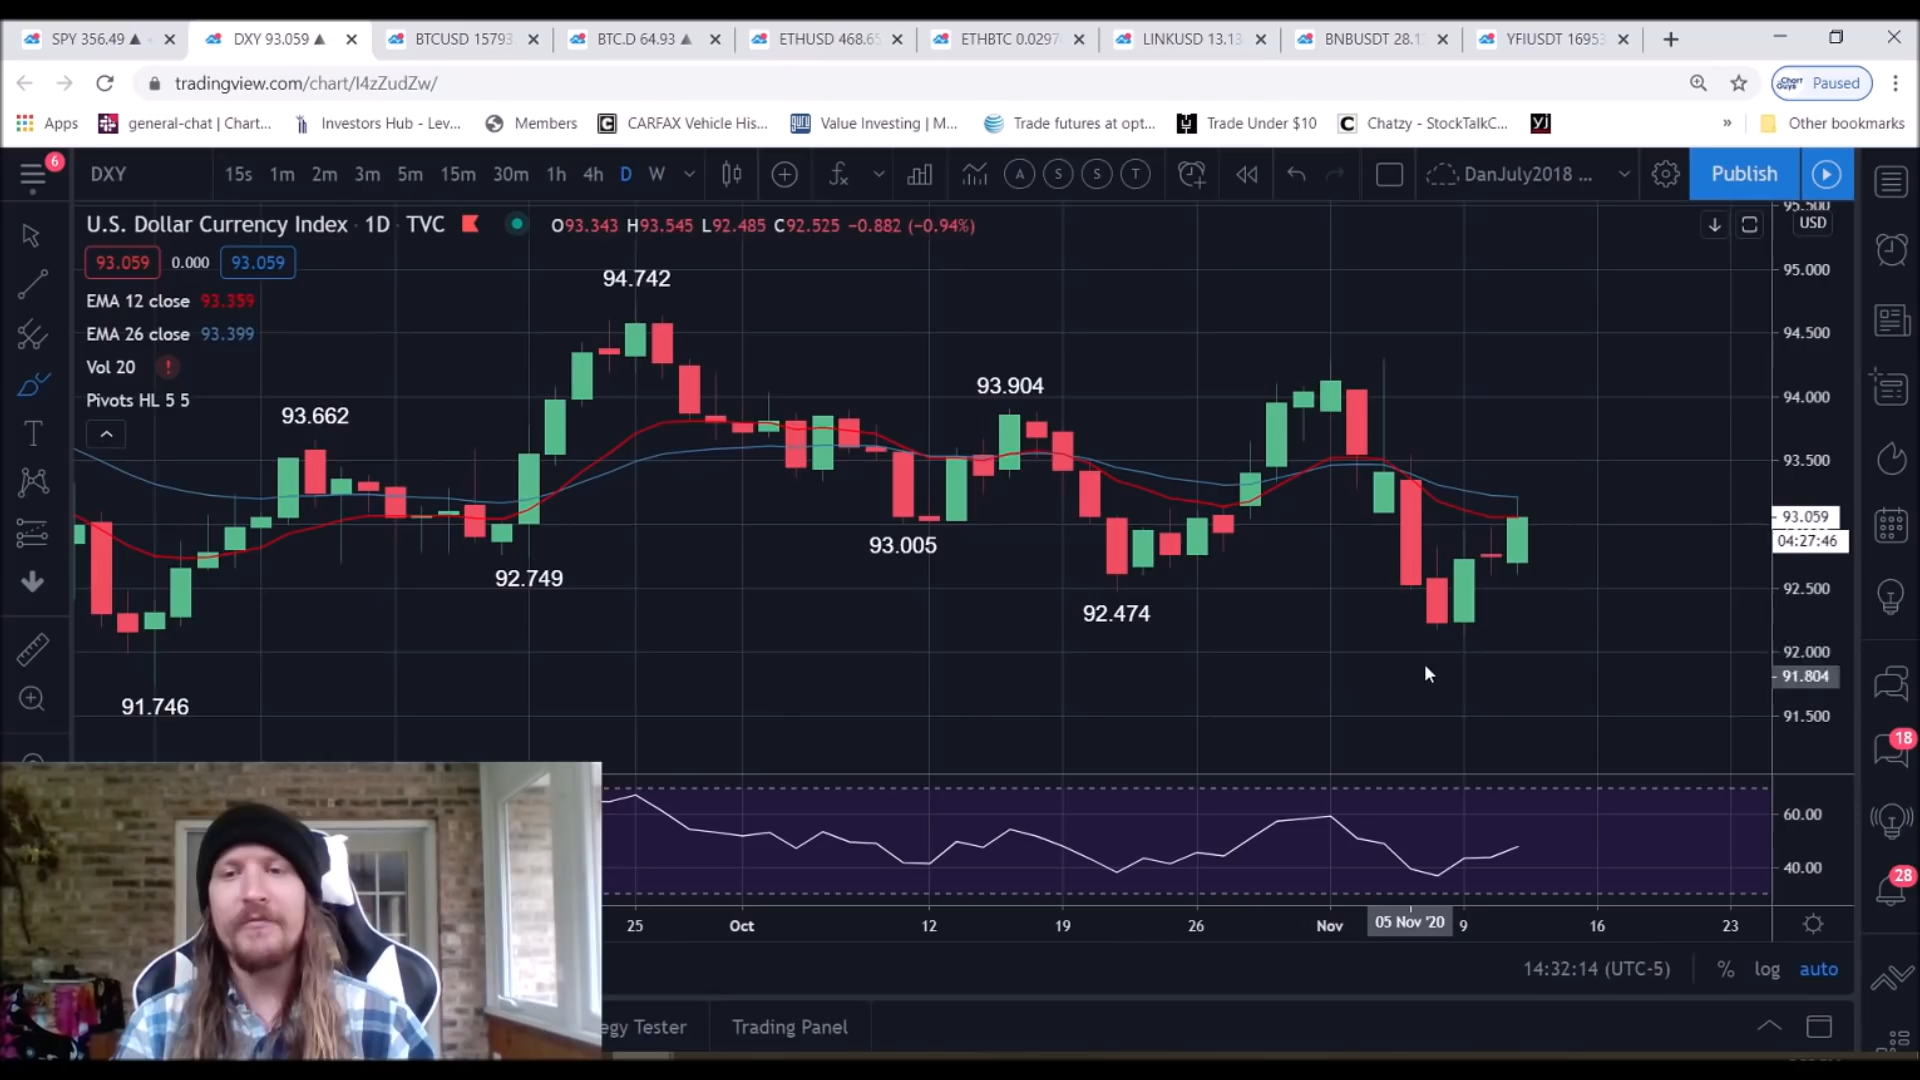 SPY 356.49 ▲
DXY 93.059 ▲
BTCUSD 15793
BTC.D 64.93 ▲
ETHUSD 468.65
ETHBTC 0.0297
LINKUSD 13.13
BNBUSDT 28.1
YFIUSDT 16953
tradingview.com/chart/I4zZudZw/
Paused
Apps
general-chat | Chart...
Investors Hub - Lev...
Members
CARFAX Vehicle His...
Value Investing | M...
Trade futures at opt...
Trade Under $10
Chatzy - StockTalkC...
»
Other bookmarks
6
DXY
15s 1m 2m 3m 5m 15m 30m 1h 4h D W
A S S T
DanJuly2018 ...
Publish
U.S. Dollar Currency Index · 1D · TVC
O93.343 H93.545 L92.485 C92.525 −0.882 (−0.94%)
93.059 0.000 93.059
EMA 12 close 93.359
EMA 26 close 93.399
Vol 20 !
Pivots HL 5 5
94.742
93.662
93.904
92.749
93.005
92.474
91.746
95.500
USD
95.000
94.500
94.000
93.500
93.059
04:27:46
92.500
92.000
91.804
91.500
60.00
40.00
25 Oct 12 19 26 Nov 05 Nov '20 9 16 23
14:32:14 (UTC-5) % log auto
egy Tester Trading Panel
18
28